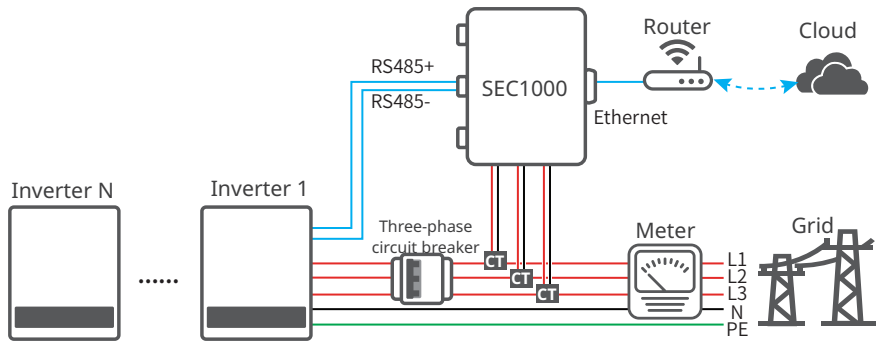 Router
Cloud
RS485+
SEC1000
RS485-
Ethernet
Inverter N
Inverter 1
Three-phase
circuit breaker
Meter
Grid
CT
CT
CT
L1
L2
L3
N
PE
......